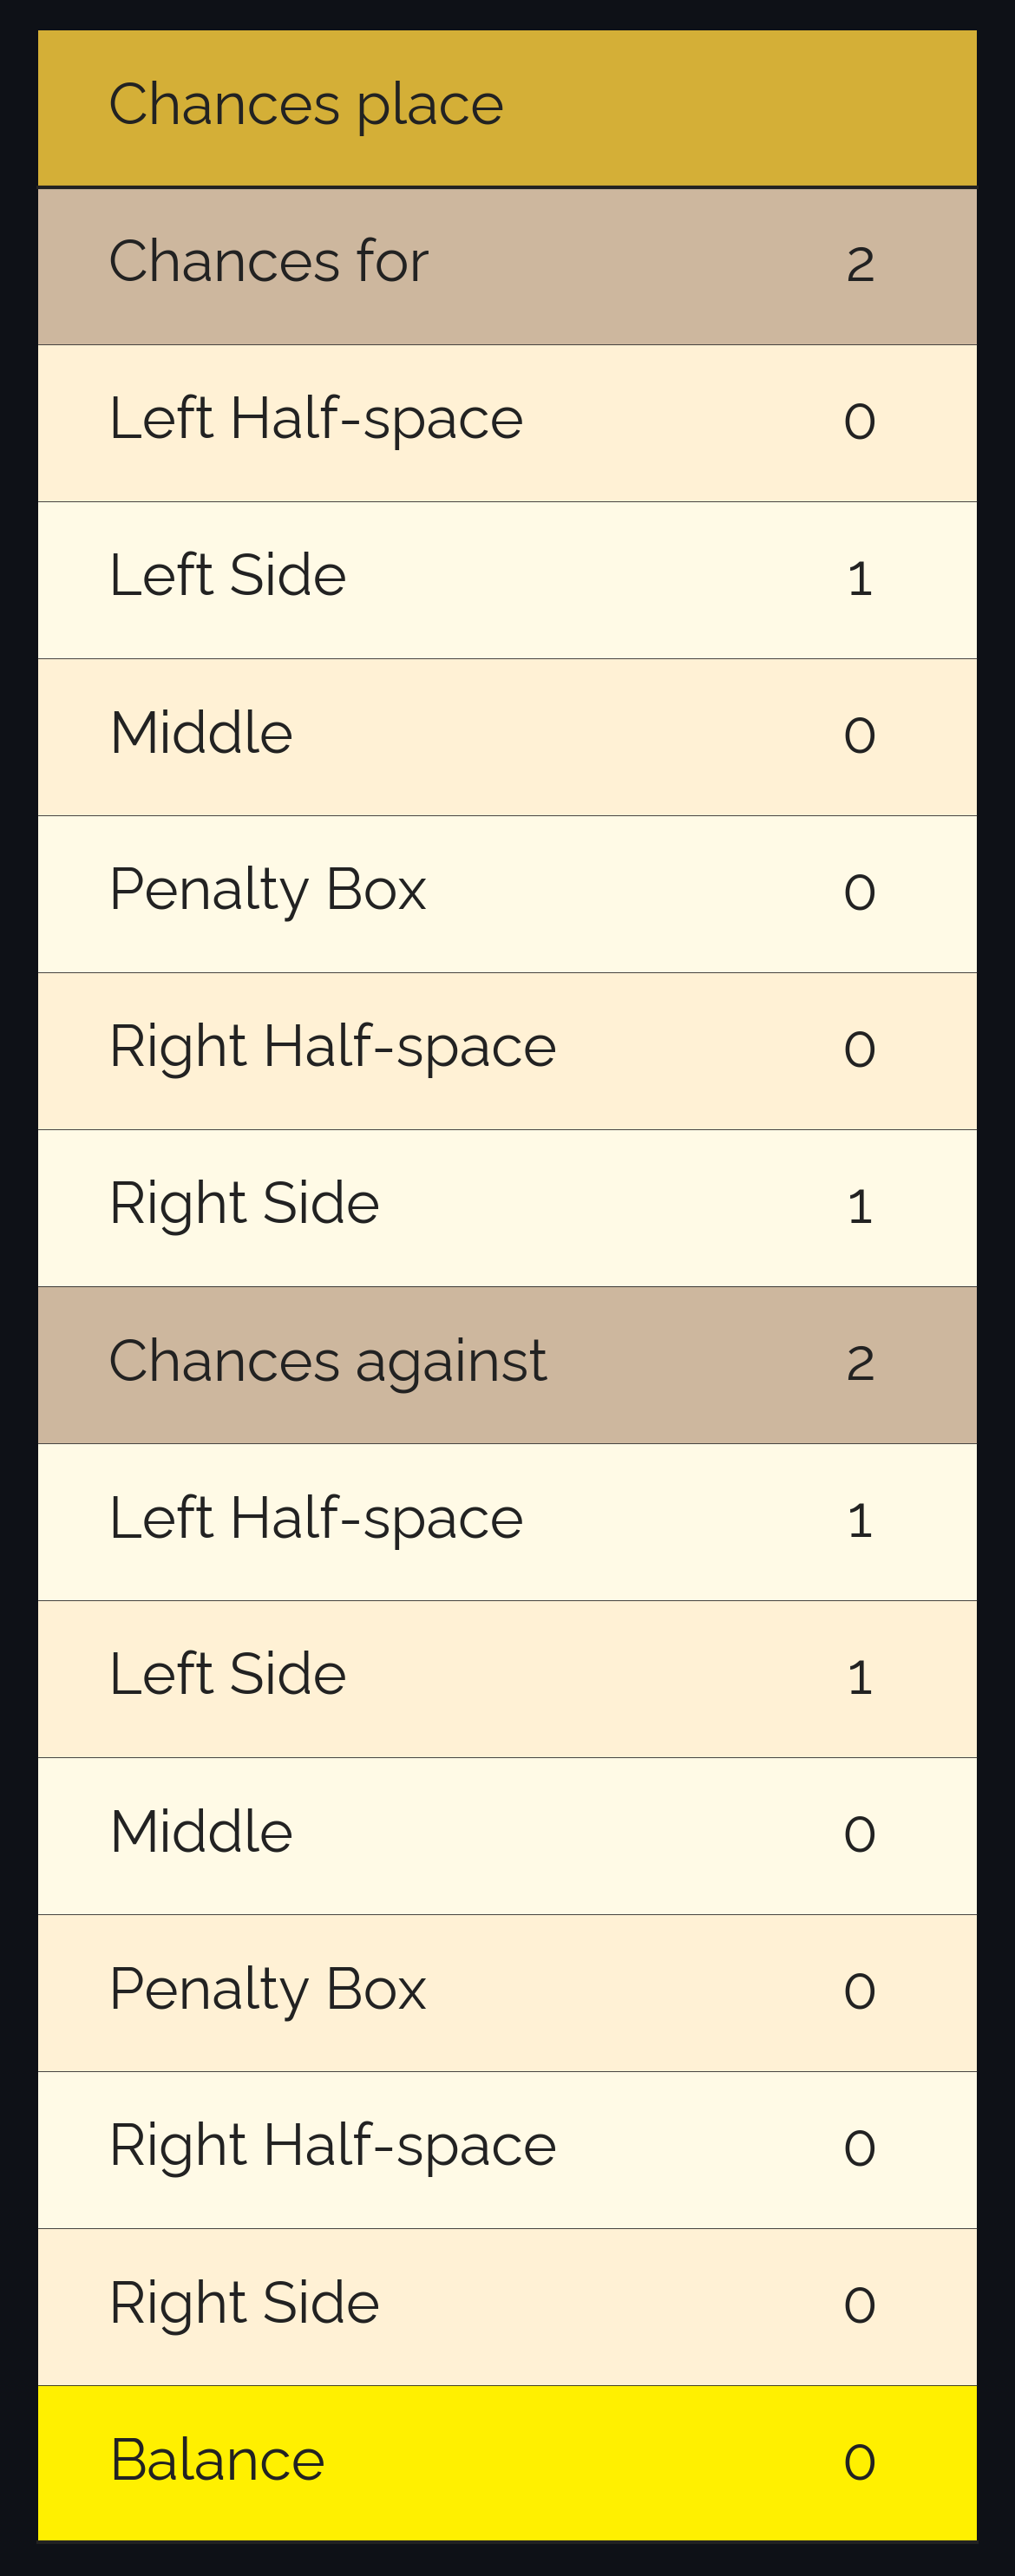 Chances place
Chances for 2
Left Half-space 0
Left Side 1
Middle 0
Penalty Box 0
Right Half-space 0
Right Side 1
Chances against 2
Left Half-space 1
Left Side 1
Middle 0
Penalty Box 0
Right Half-space 0
Right Side 0
Balance 0